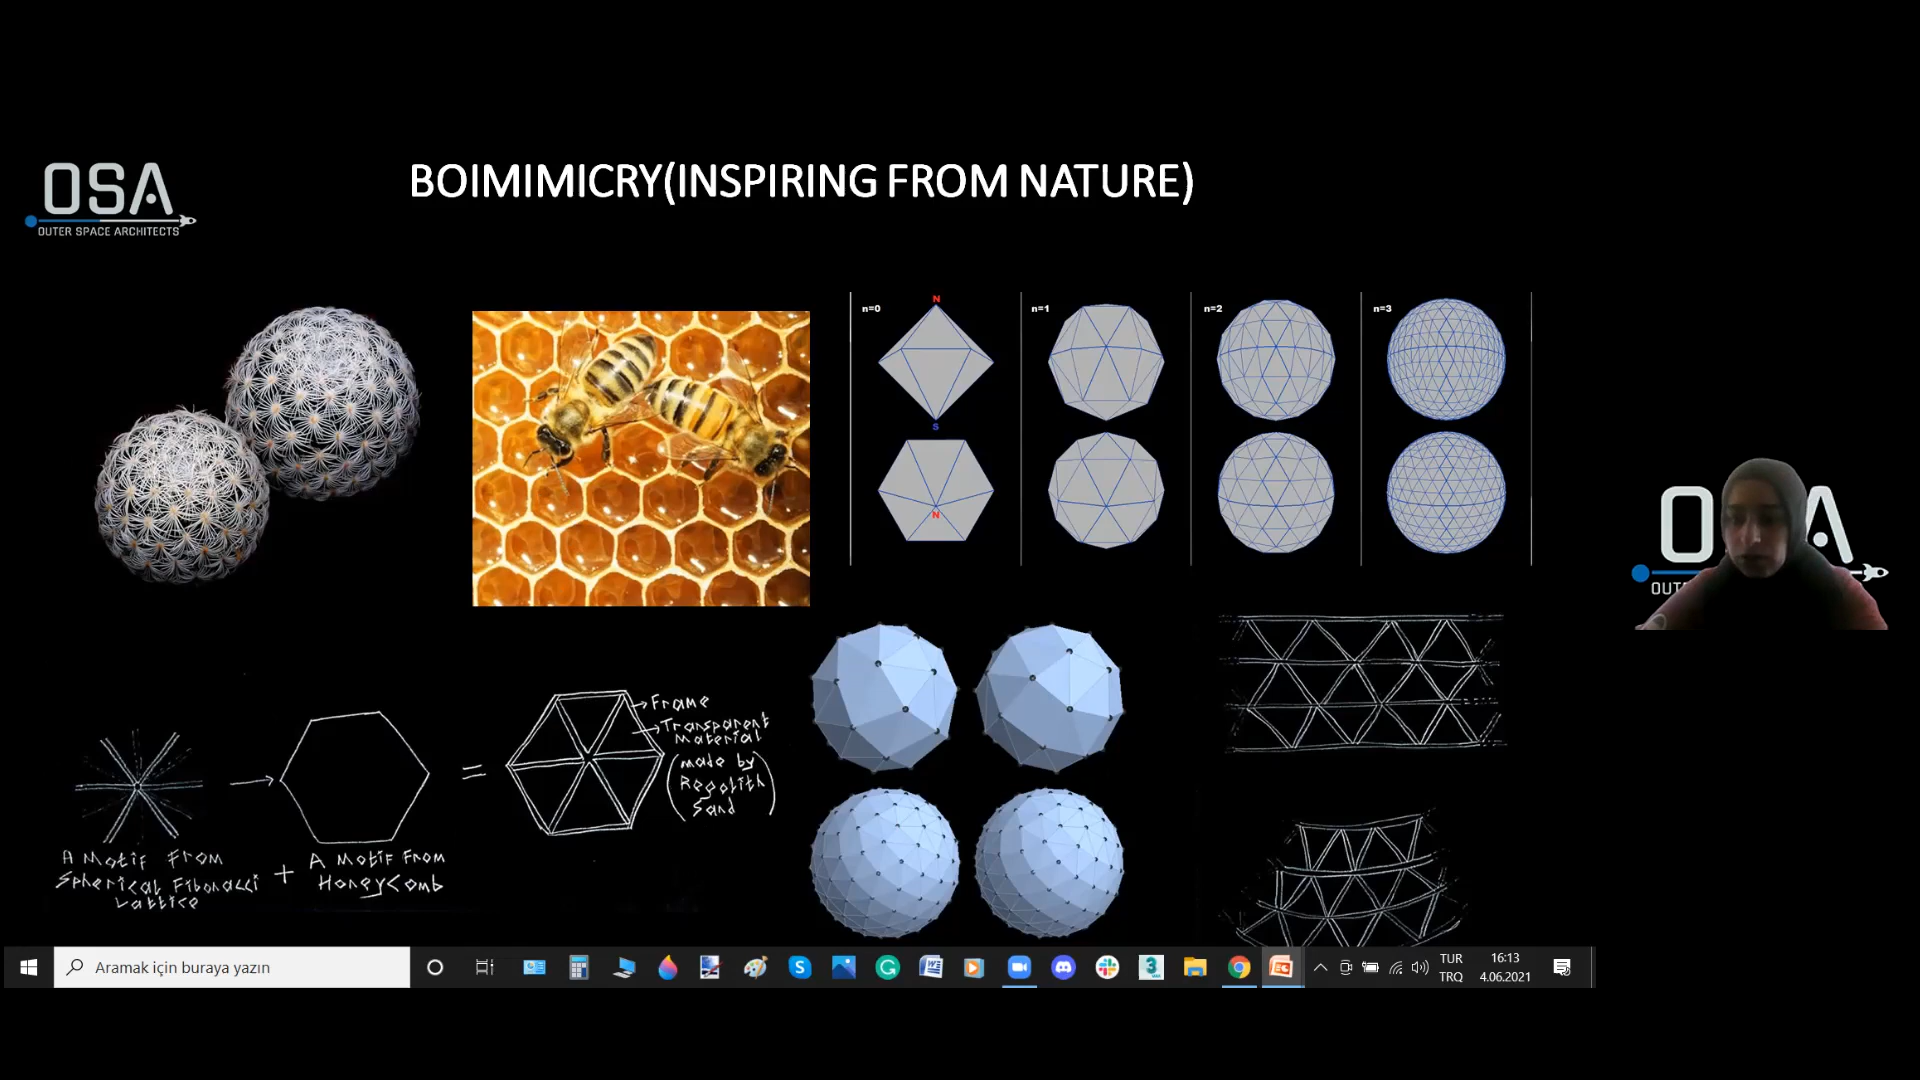 BOIMIMICRY(INSPIRING FROM NATURE)
OSA
OUTER SPACE ARCHITECTS
n=0
N
S
N
n=1
n=2
n=3
Frame
Transparent
Material
(made by
Regolith
Sand)
A Motif From
Spherical Fibonacci
Lattice
+
A Motif From
HoneyComb
=
O A
OUT
Aramak için buraya yazın
TUR
TRQ
16:13
4.06.2021